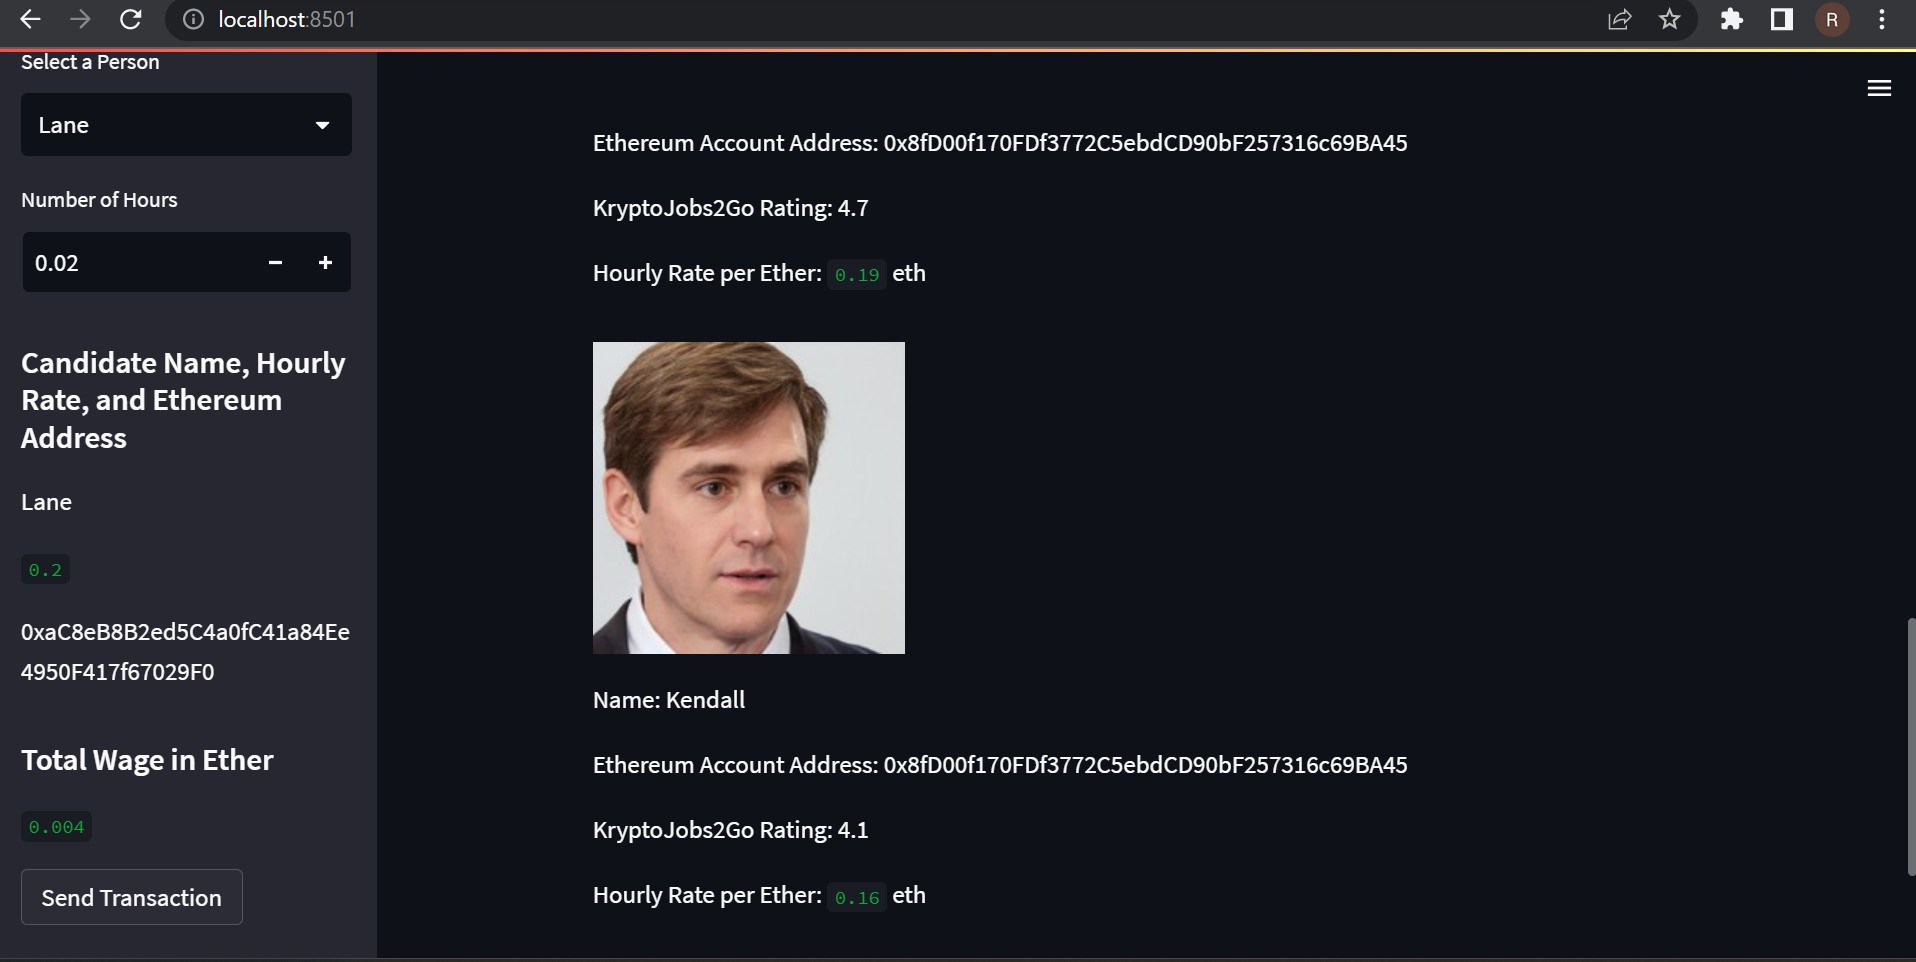 localhost:8501
R
Select a Person
Lane
Number of Hours
0.02
Candidate Name, Hourly
Rate, and Ethereum
Address
Lane
0.2
0xaC8eB8B2ed5C4a0fC41a84Ee
4950F417f67029F0
Total Wage in Ether
0.004
Send Transaction
Ethereum Account Address: 0x8fD00f170FDf3772C5ebdCD90bF257316c69BA45
KryptoJobs2Go Rating: 4.7
Hourly Rate per Ether: 0.19 eth
Name: Kendall
Ethereum Account Address: 0x8fD00f170FDf3772C5ebdCD90bF257316c69BA45
KryptoJobs2Go Rating: 4.1
Hourly Rate per Ether: 0.16 eth